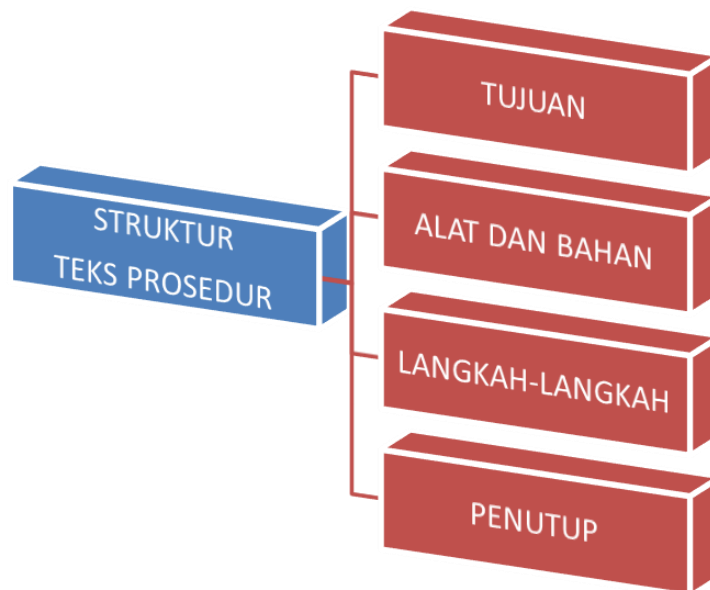 STRUKTUR
TEKS PROSEDUR
TUJUAN
ALAT DAN BAHAN
LANGKAH-LANGKAH
PENUTUP